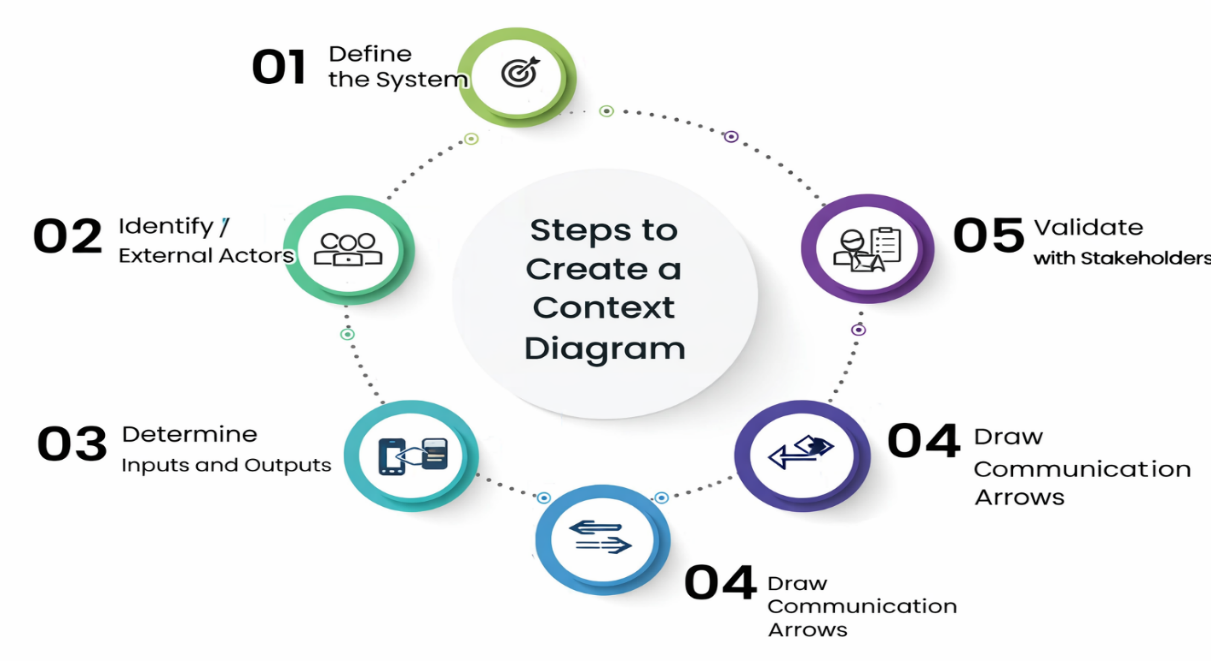 01
Define
the System
02
Identify /
External Actors
03
Determine
Inputs and Outputs
04
Draw
Communication
Arrows
04
Draw
Communication
Arrows
05
Validate
with Stakeholders
Steps to
Create a
Context
Diagram